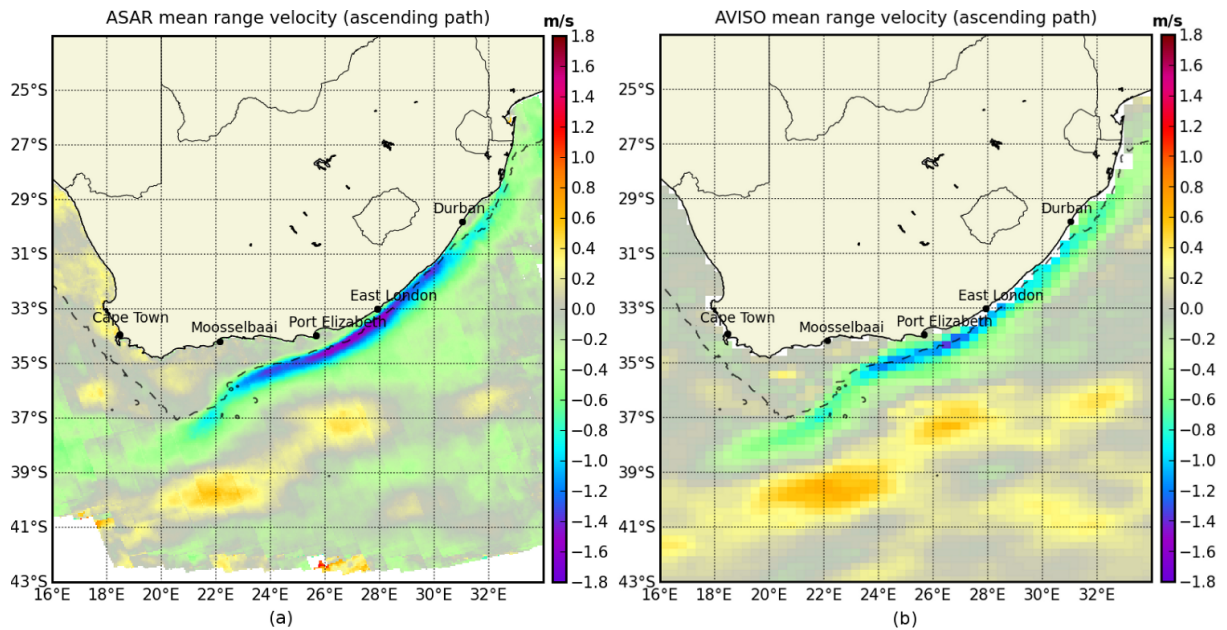 ASAR mean range velocity (ascending path)
m/s
25°S
27°S
29°S
31°S
33°S
35°S
37°S
39°S
41°S
43°S
Durban
East London
Cape Town
Moosselbaai
Port Elizabeth
16°E
18°E
20°E
22°E
24°E
26°E
28°E
30°E
32°E
1.8
1.6
1.4
1.2
1.0
0.8
0.6
0.4
0.2
0.0
−0.2
−0.4
−0.6
−0.8
−1.0
−1.2
−1.4
−1.6
−1.8
(a)
AVISO mean range velocity (ascending path)
m/s
25°S
27°S
29°S
31°S
33°S
35°S
37°S
39°S
41°S
43°S
Durban
East London
Cape Town
Moosselbaai
Port Elizabeth
16°E
18°E
20°E
22°E
24°E
26°E
28°E
30°E
32°E
1.8
1.6
1.4
1.2
1.0
0.8
0.6
0.4
0.2
0.0
−0.2
−0.4
−0.6
−0.8
−1.0
−1.2
−1.4
−1.6
−1.8
(b)